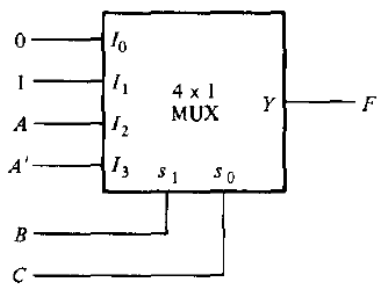 0 I₀
1 I₁
4 × 1
MUX
Y F
A I₂
A' I₃
s₁ s₀
B
C